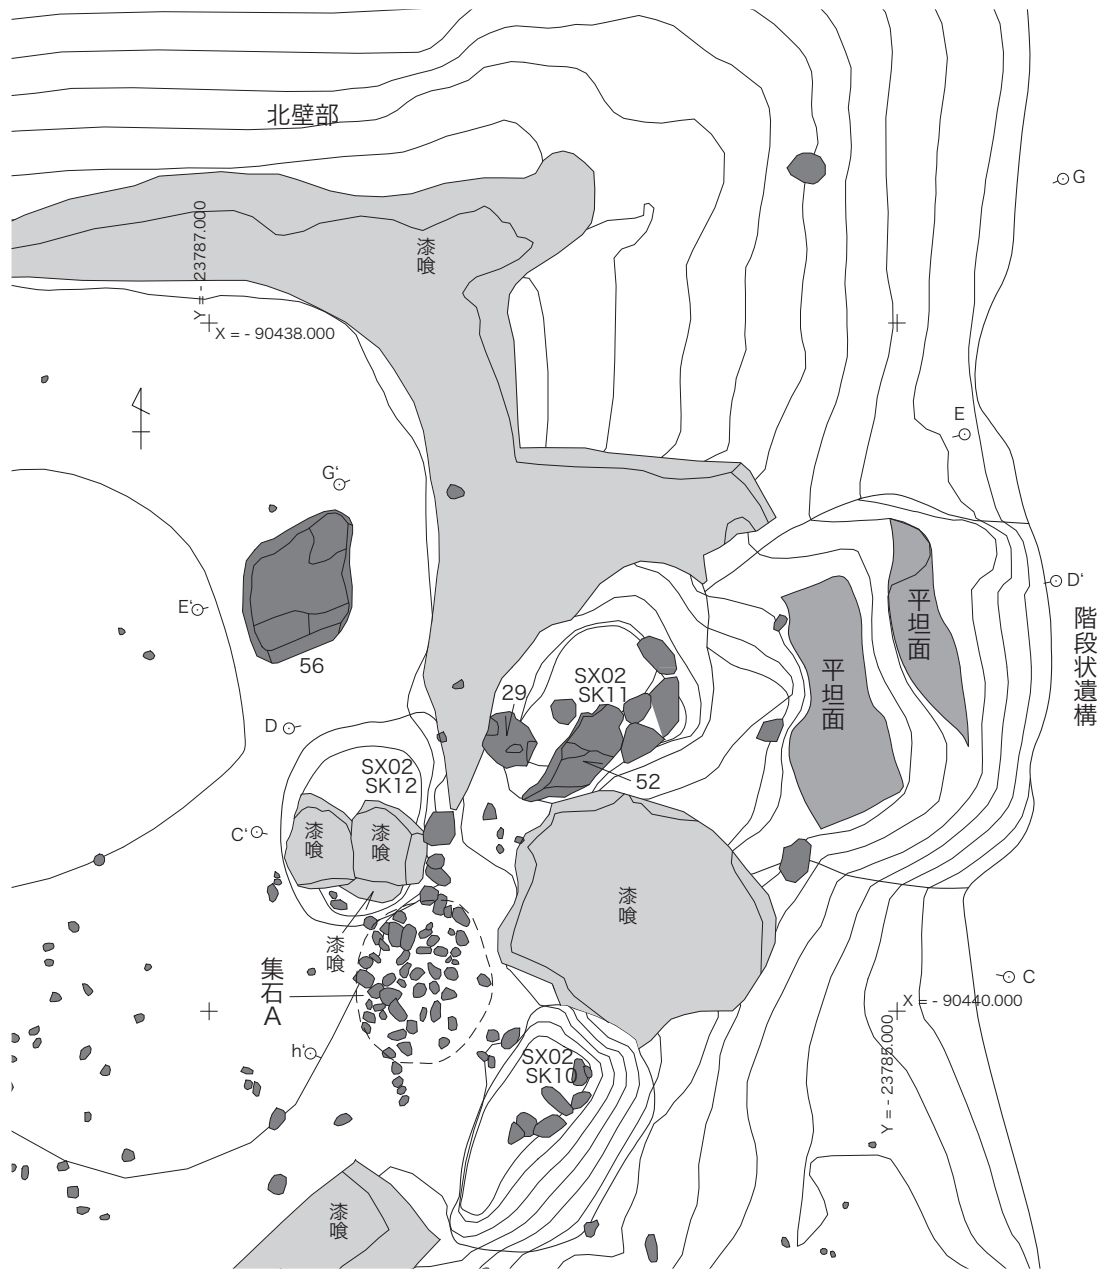 北壁部
G
Y = - 23787.000
漆喰
X = - 90438.000
E
G'
D'
E'
平坦面
平坦面
階段状遺構
56
SX02
SK11
29
D
52
SX02
SK12
C'
漆喰
漆喰
漆喰
漆喰
集石A
C
X = - 90440.000
Y = - 23785.000
h'
SX02
SK10
漆喰